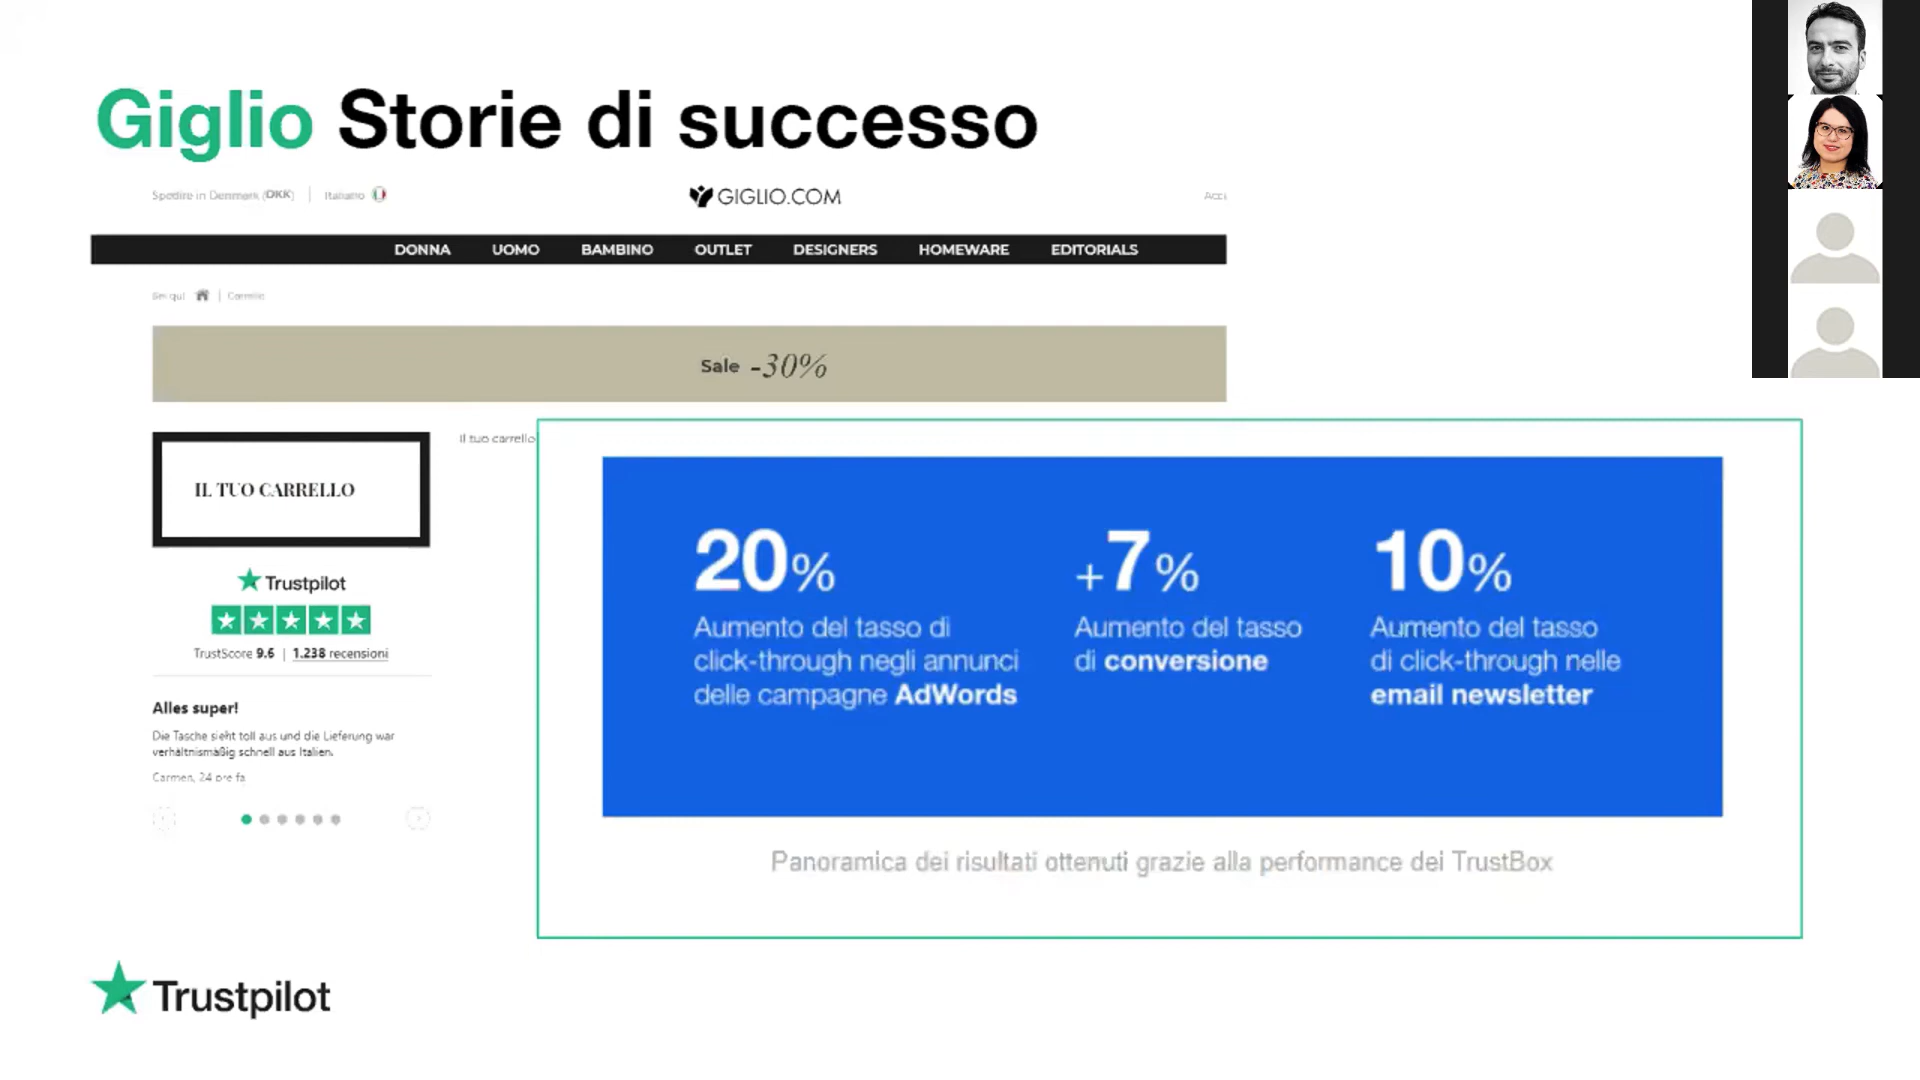 Giglio Storie di successo
Spedire in Denmark (DKK) | Italiano
GIGLIO.COM
DONNA UOMO BAMBINO OUTLET DESIGNERS HOMEWARE EDITORIALS
Sei qui | Carrello
Sale -30%
Il tuo carrello
IL TUO CARRELLO
Trustpilot
TrustScore 9.6 | 1.238 recensioni
Alles super!
Die Tasche sieht toll aus und die Lieferung war
verhältnismäßig schnell aus Italien.
Carmen, 24 ore fa
20%
Aumento del tasso di
click-through negli annunci
delle campagne AdWords
+7%
Aumento del tasso
di conversione
10%
Aumento del tasso
di click-through nelle
email newsletter
Panoramica dei risultati ottenuti grazie alla performance dei TrustBox
Trustpilot